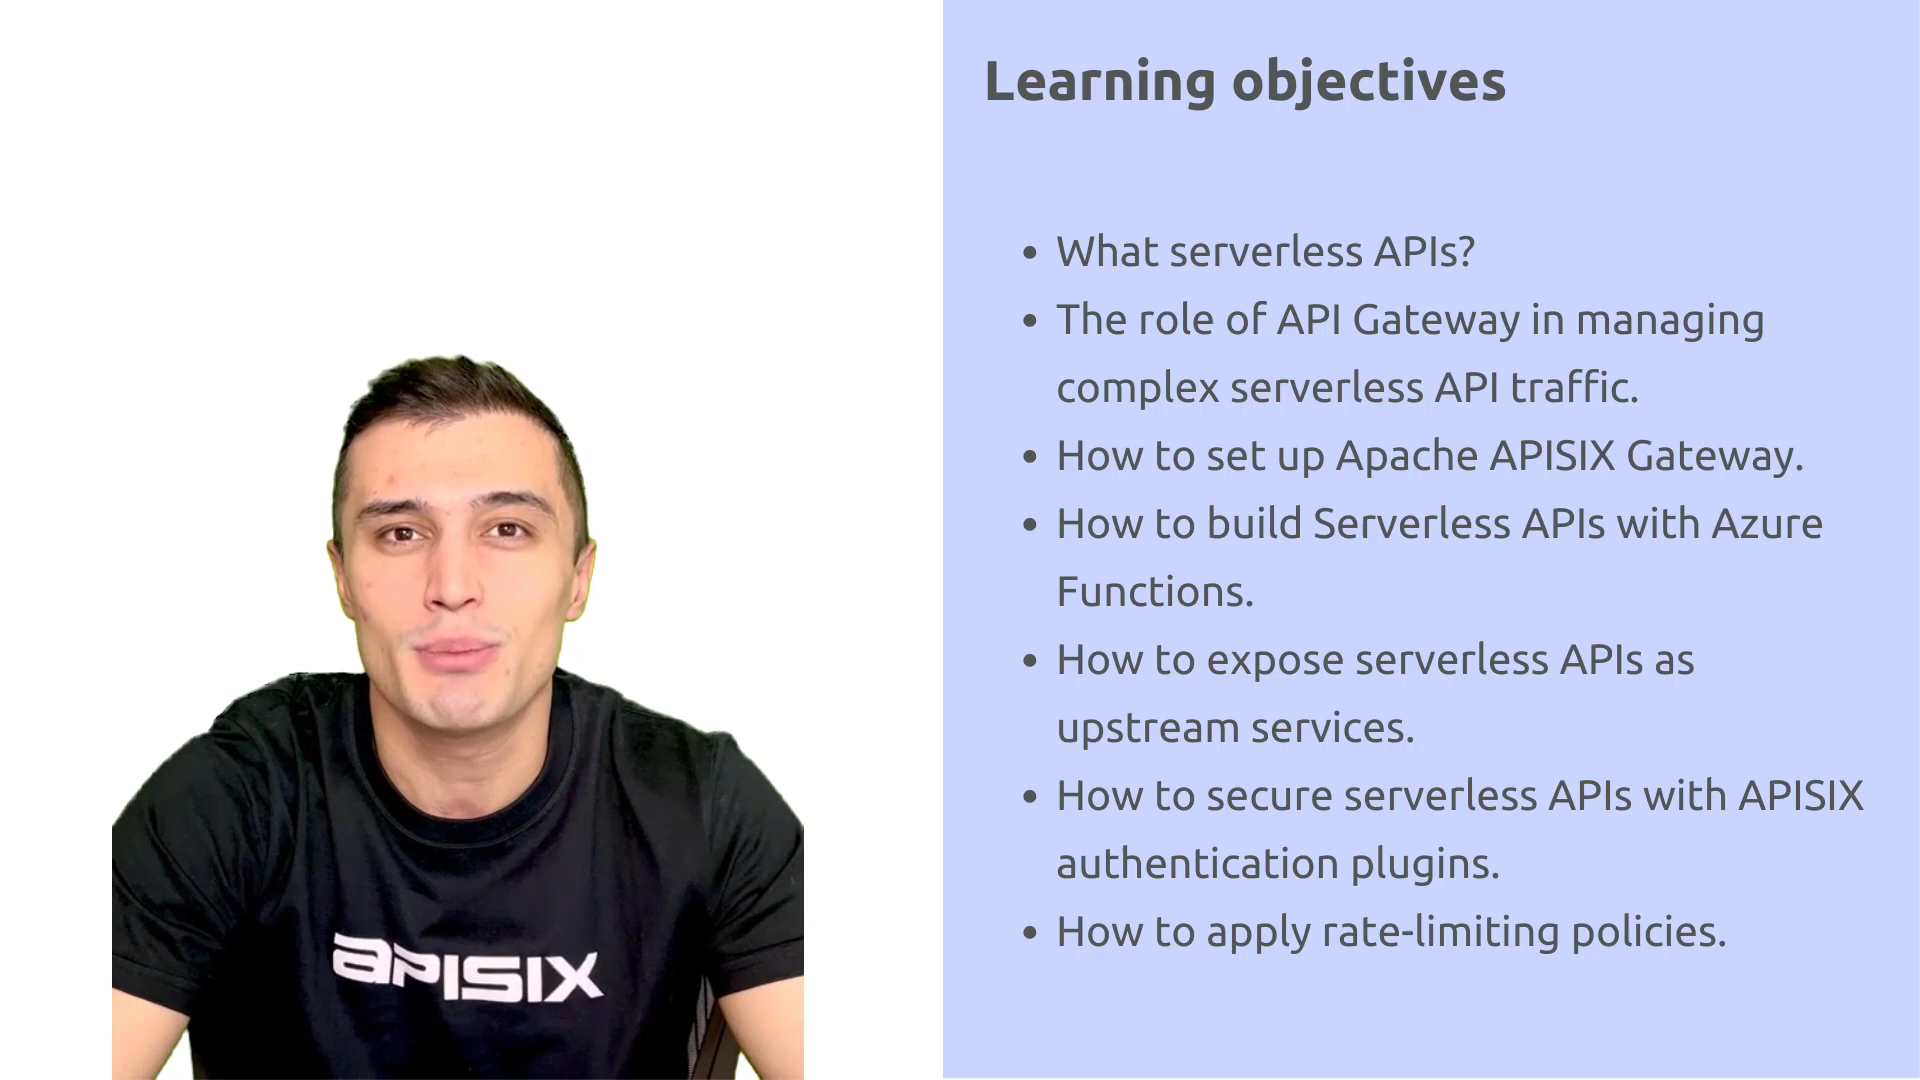 Learning objectives
• What serverless APIs?
• The role of API Gateway in managing
complex serverless API traffic.
• How to set up Apache APISIX Gateway.
• How to build Serverless APIs with Azure
Functions.
• How to expose serverless APIs as
upstream services.
• How to secure serverless APIs with APISIX
authentication plugins.
• How to apply rate-limiting policies.
APISIX